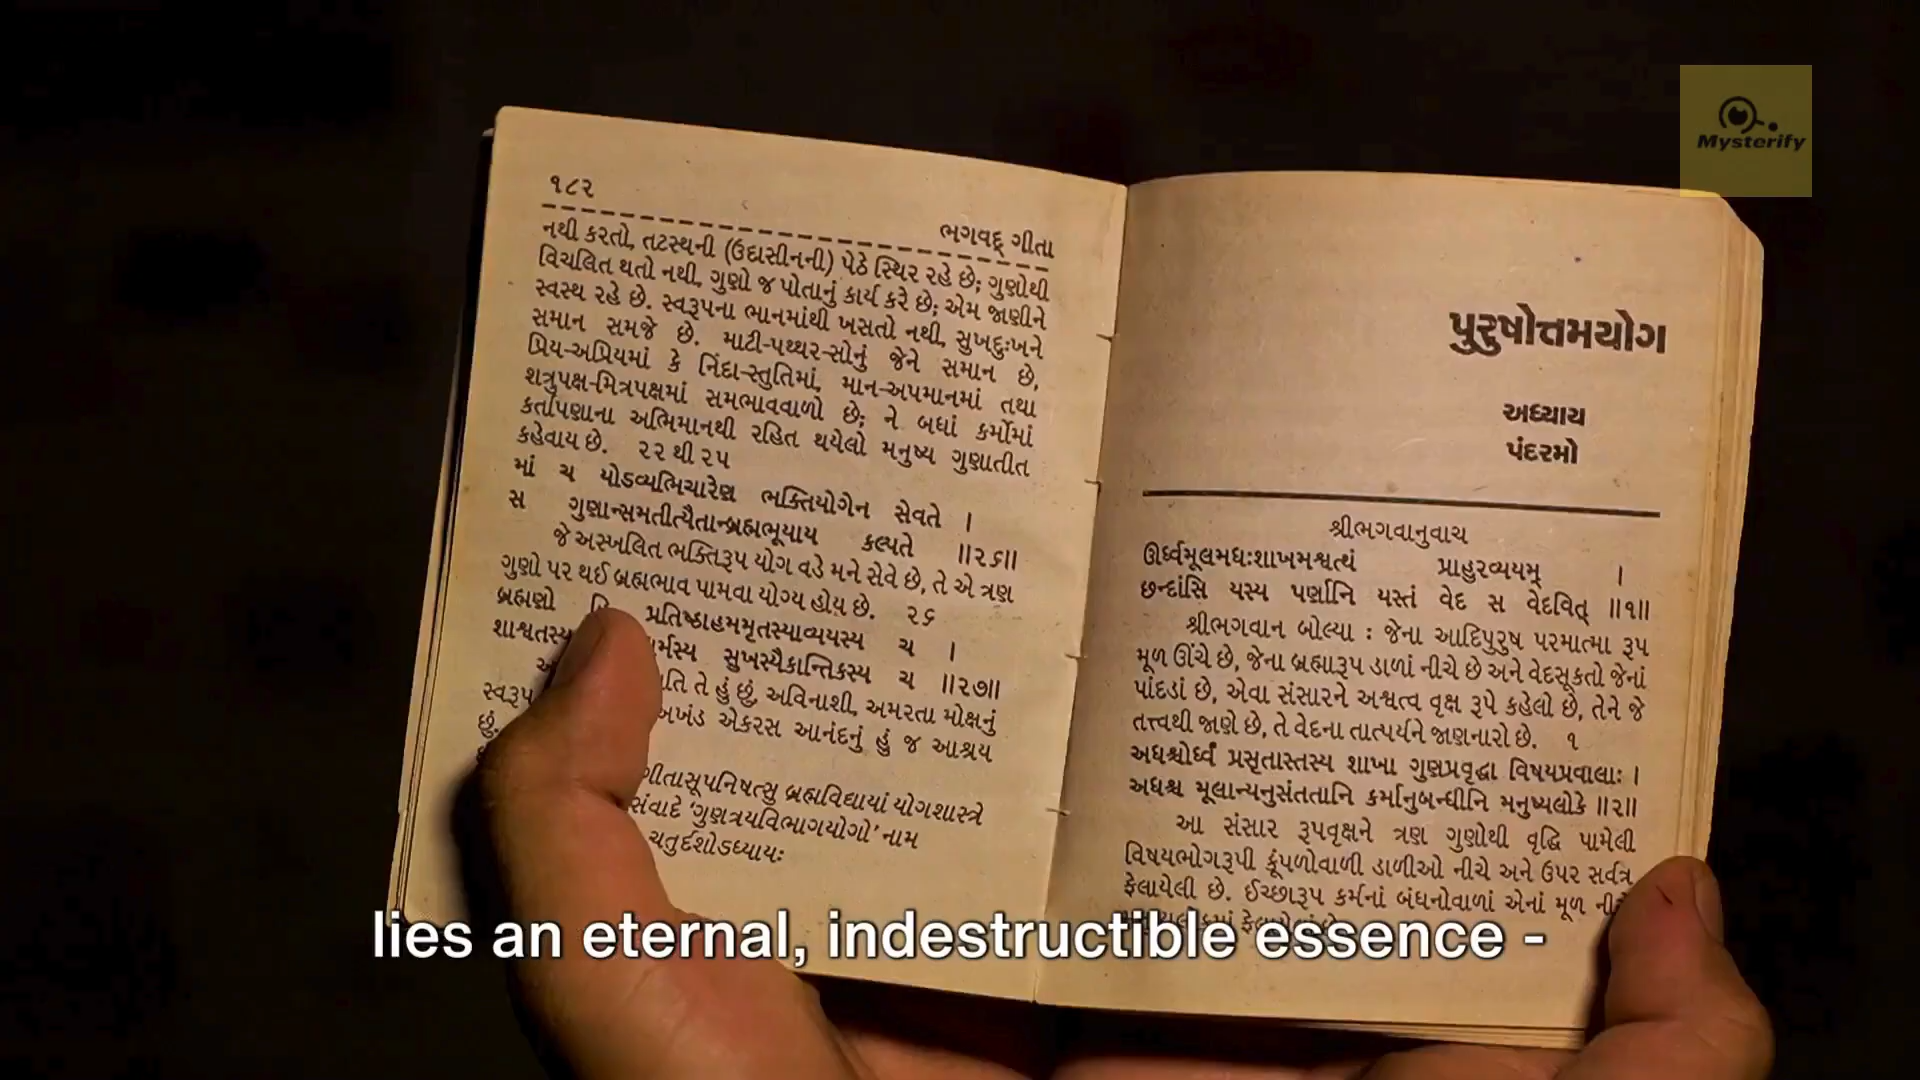 Mysterify
૧૮૨
ભગવદ્ ગીતા
નથી કરતો, તટસ્થની (ઉદાસીનની) પેઠે સ્થિર રહે છે; ગુણોથી
વિચલિત થતો નથી, ગુણો જ પોતાનું કાર્ય કરે છે; એમ જાણીને
સ્વસ્થ રહે છે. સ્વરૂપના ભાનમાંથી ખસતો નથી, સુખદુઃખને
સમાન સમજે છે. માટી-પથ્થર-સોનું જેને સમાન છે,
પ્રિય-અપ્રિયમાં કે નિંદા-સ્તુતિમાં, માન-અપમાનમાં તથા
શત્રુપક્ષ-મિત્રપક્ષમાં સમભાવવાળો છે; ને બધાં કર્મોમાં
કર્તાપણાના અભિમાનથી રહિત થયેલો મનુષ્ય ગુણાતીત
કહેવાય છે. ૨૨ થી ૨૫
માં ચ યોડવ્યભિચારેણ ભક્તિયોગેન સેવતે ।
સ ગુણાન્સમતીત્યૈતાન્બ્રહ્મભૂયાય કલ્પતે ॥૨૬॥
જે અસ્ખલિત ભક્તિરૂપ યોગ વડે મને સેવે છે, તે એ ત્રણ
ગુણો પર થઈ બ્રહ્મભાવ પામવા યોગ્ય હોય છે. ૨૬
બ્રહ્મણો પ્રતિષ્ઠાહમમૃતસ્યાવ્યયસ્ય ચ ।
શાશ્વતસ્ય ર્મસ્ય સુખસ્યૈકાન્તિકસ્ય ચ ॥૨૭॥
તિ તે હું છું, અવિનાશી, અમરતા મોક્ષનું
સ્વરૂપ અખંડ એકરસ આનંદનું હું જ આશ્રય
છું.
ગીતાસૂપનિષત્સુ બ્રહ્મવિદ્યાયાં યોગશાસ્ત્રે
સંવાદે ‘ગુણત્રયવિભાગયોગો’ નામ
ચતુર્દશોડધ્યાયઃ
પુરુષોત્તમયોગ
અધ્યાય
પંદરમો
શ્રીભગવાનુવાચ
ઊર્ધ્વમૂલમધઃશાખમશ્વત્થં પ્રાહુરવ્યયમ્ ।
છન્દાંસિ યસ્ય પર્ણાનિ યસ્તં વેદ સ વેદવિત્ ॥૧॥
શ્રીભગવાન બોલ્યા : જેના આદિપુરુષ પરમાત્મા રૂપ
મૂળ ઊંચે છે, જેના બ્રહ્મારૂપ ડાળાં નીચે છે અને વેદસૂકતો જેનાં
પાંદડાં છે, એવા સંસારને અશ્વત્વ વૃક્ષ રૂપે કહેલો છે, તેને જે
તત્ત્વથી જાણે છે, તે વેદના તાત્પર્યને જાણનારો છે. ૧
અધશ્ચોર્ધ્વં પ્રસૃતાસ્તસ્ય શાખા ગુણપ્રવૃદ્ધા વિષયપ્રવાલાઃ ।
અધશ્ચ મૂલાન્યનુસંતતાનિ કર્માનુબન્ધીનિ મનુષ્યલોકે ॥૨॥
આ સંસાર રૂપવૃક્ષને ત્રણ ગુણોથી વૃદ્ધિ પામેલી
વિષયભોગરૂપી કૂંપળોવાળી ડાળીઓ નીચે અને ઉપર સર્વત્ર
ફેલાયેલી છે. ઈચ્છારૂપ કર્મનાં બંધનોવાળાં એનાં મૂળ
lies an eternal, indestructible essence -